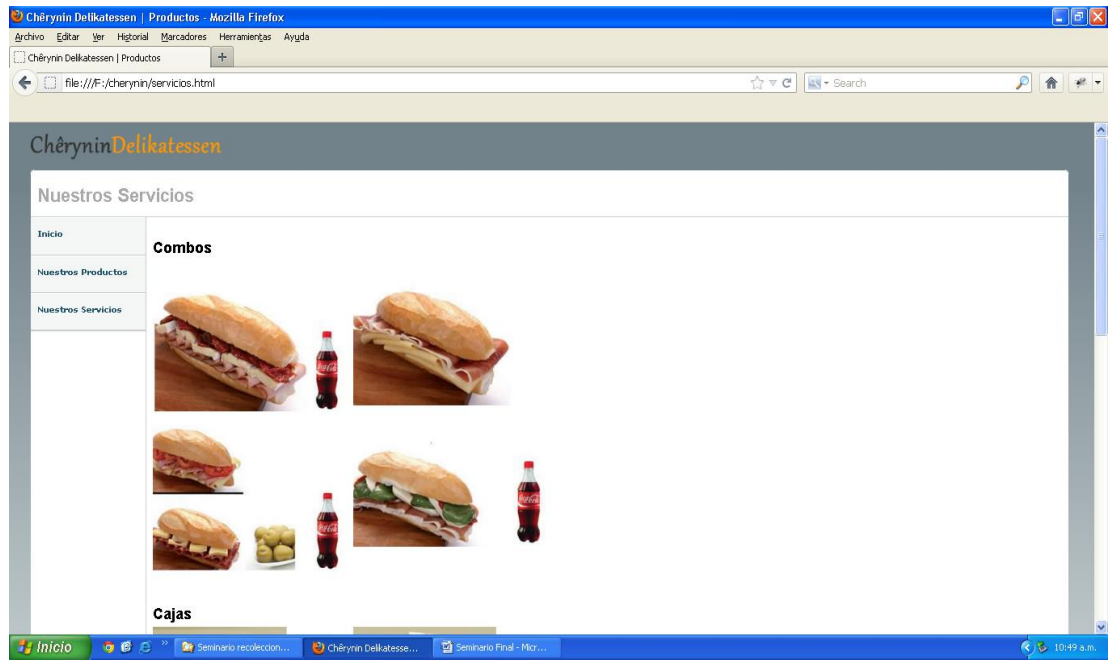 Chêrynin Delikatessen | Productos - Mozilla Firefox
Archivo Editar Ver Historial Marcadores Herramientas Ayuda
Chêrynin Delikatessen | Productos
file:///F:/cherynin/servicios.html
Search
ChêryninDelikatessen
Nuestros Servicios
Inicio
Nuestros Productos
Nuestros Servicios
Combos
Coca-Cola
Cajas
Inicio
Seminario recoleccion...
Chêrynin Delikatesse...
Seminario Final - Micr...
10:49 a.m.